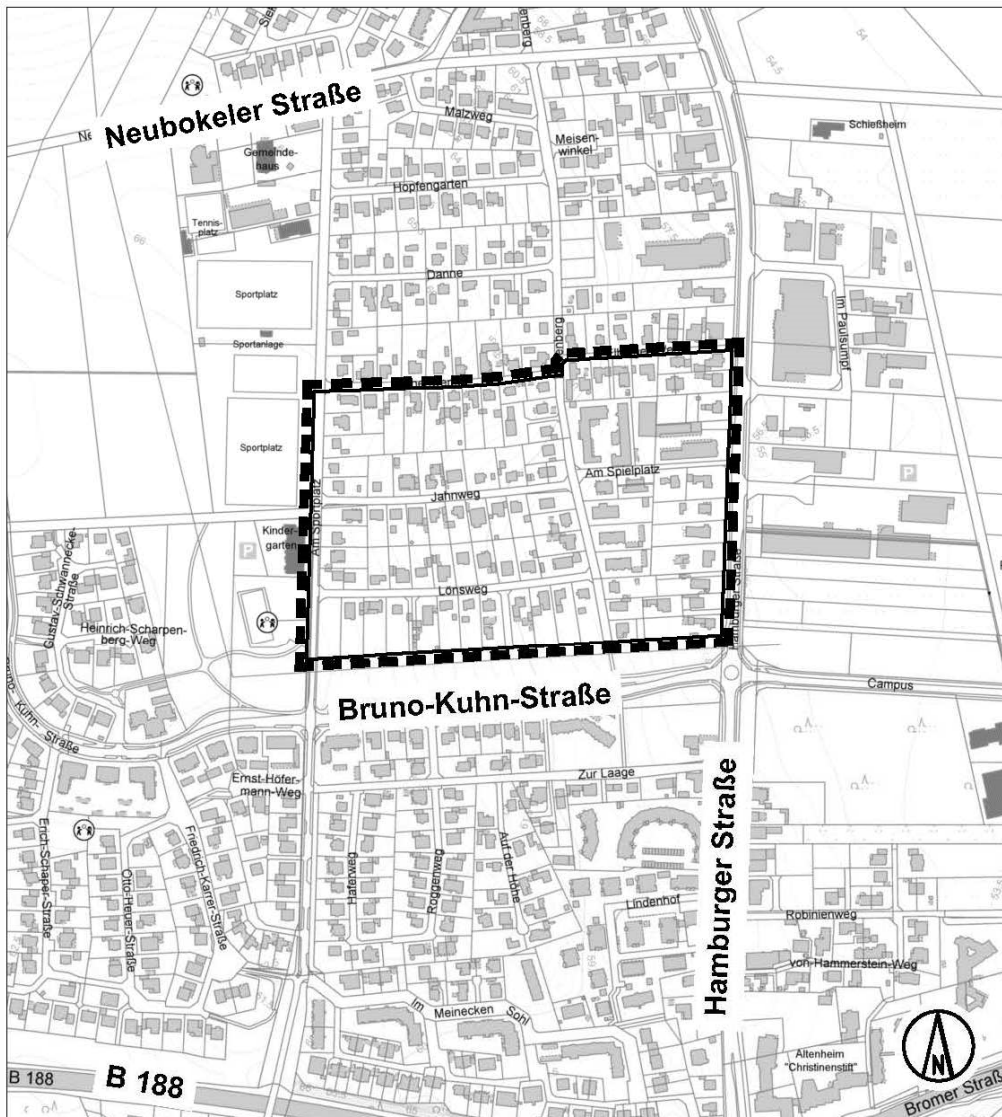 Neubokeler Straße
Malzweg
Meisen-
winkel
Schießheim
Gemeinde-
haus
Hopfengarten
Tennis-
platz
Danne
Sportplatz
Im Paulsumpf
Sportanlage
Sportplatz
Am Spielplatz
Jahnweg
Am Sportplatz
Kinder-
garten
P
P
Lönsweg
Hamburger Straße
Gustav-Schwannecke-
Straße
Heinrich-Scharpen-
berg-Weg
Bruno-Kuhn-Straße
Campus
Bruno-
Kuhn-
Straße
Zur Laage
Ernst-Höfer-
mann-Weg
Hamburger Straße
Erich-Schaper-Straße
Otto-Heuer-Straße
Friedrich-Karrer-Straße
Haferweg
Roggenweg
Auf der Höhe
Lindenhof
Robinienweg
von-Hammerstein-Weg
Im
Meinecken
Sohl
Altenheim
"Christinenstift"
N
B 188
B 188
Bromer Straß